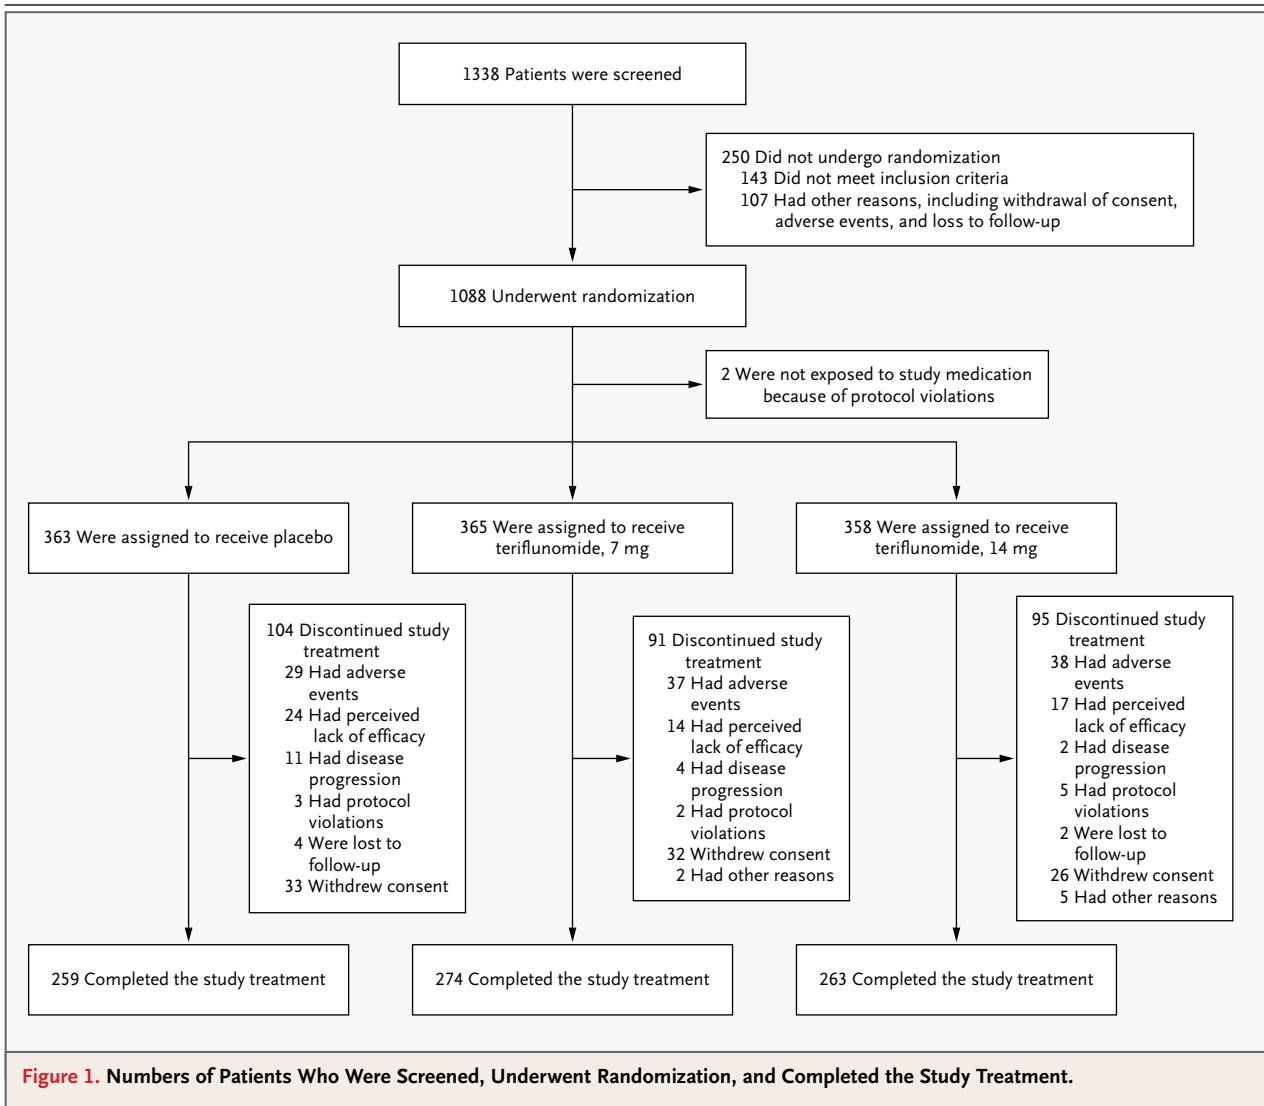 1338 Patients were screened
250 Did not undergo randomization
143 Did not meet inclusion criteria
107 Had other reasons, including withdrawal of consent,
adverse events, and loss to follow-up
1088 Underwent randomization
2 Were not exposed to study medication
because of protocol violations
363 Were assigned to receive placebo
365 Were assigned to receive
teriflunomide, 7 mg
358 Were assigned to receive
teriflunomide, 14 mg
104 Discontinued study
treatment
29 Had adverse
events
24 Had perceived
lack of efficacy
11 Had disease
progression
3 Had protocol
violations
4 Were lost to
follow-up
33 Withdrew consent
91 Discontinued study
treatment
37 Had adverse
events
14 Had perceived
lack of efficacy
4 Had disease
progression
2 Had protocol
violations
32 Withdrew consent
2 Had other reasons
95 Discontinued study
treatment
38 Had adverse
events
17 Had perceived
lack of efficacy
2 Had disease
progression
5 Had protocol
violations
2 Were lost to
follow-up
26 Withdrew consent
5 Had other reasons
259 Completed the study treatment
274 Completed the study treatment
263 Completed the study treatment
Figure 1. Numbers of Patients Who Were Screened, Underwent Randomization, and Completed the Study Treatment.